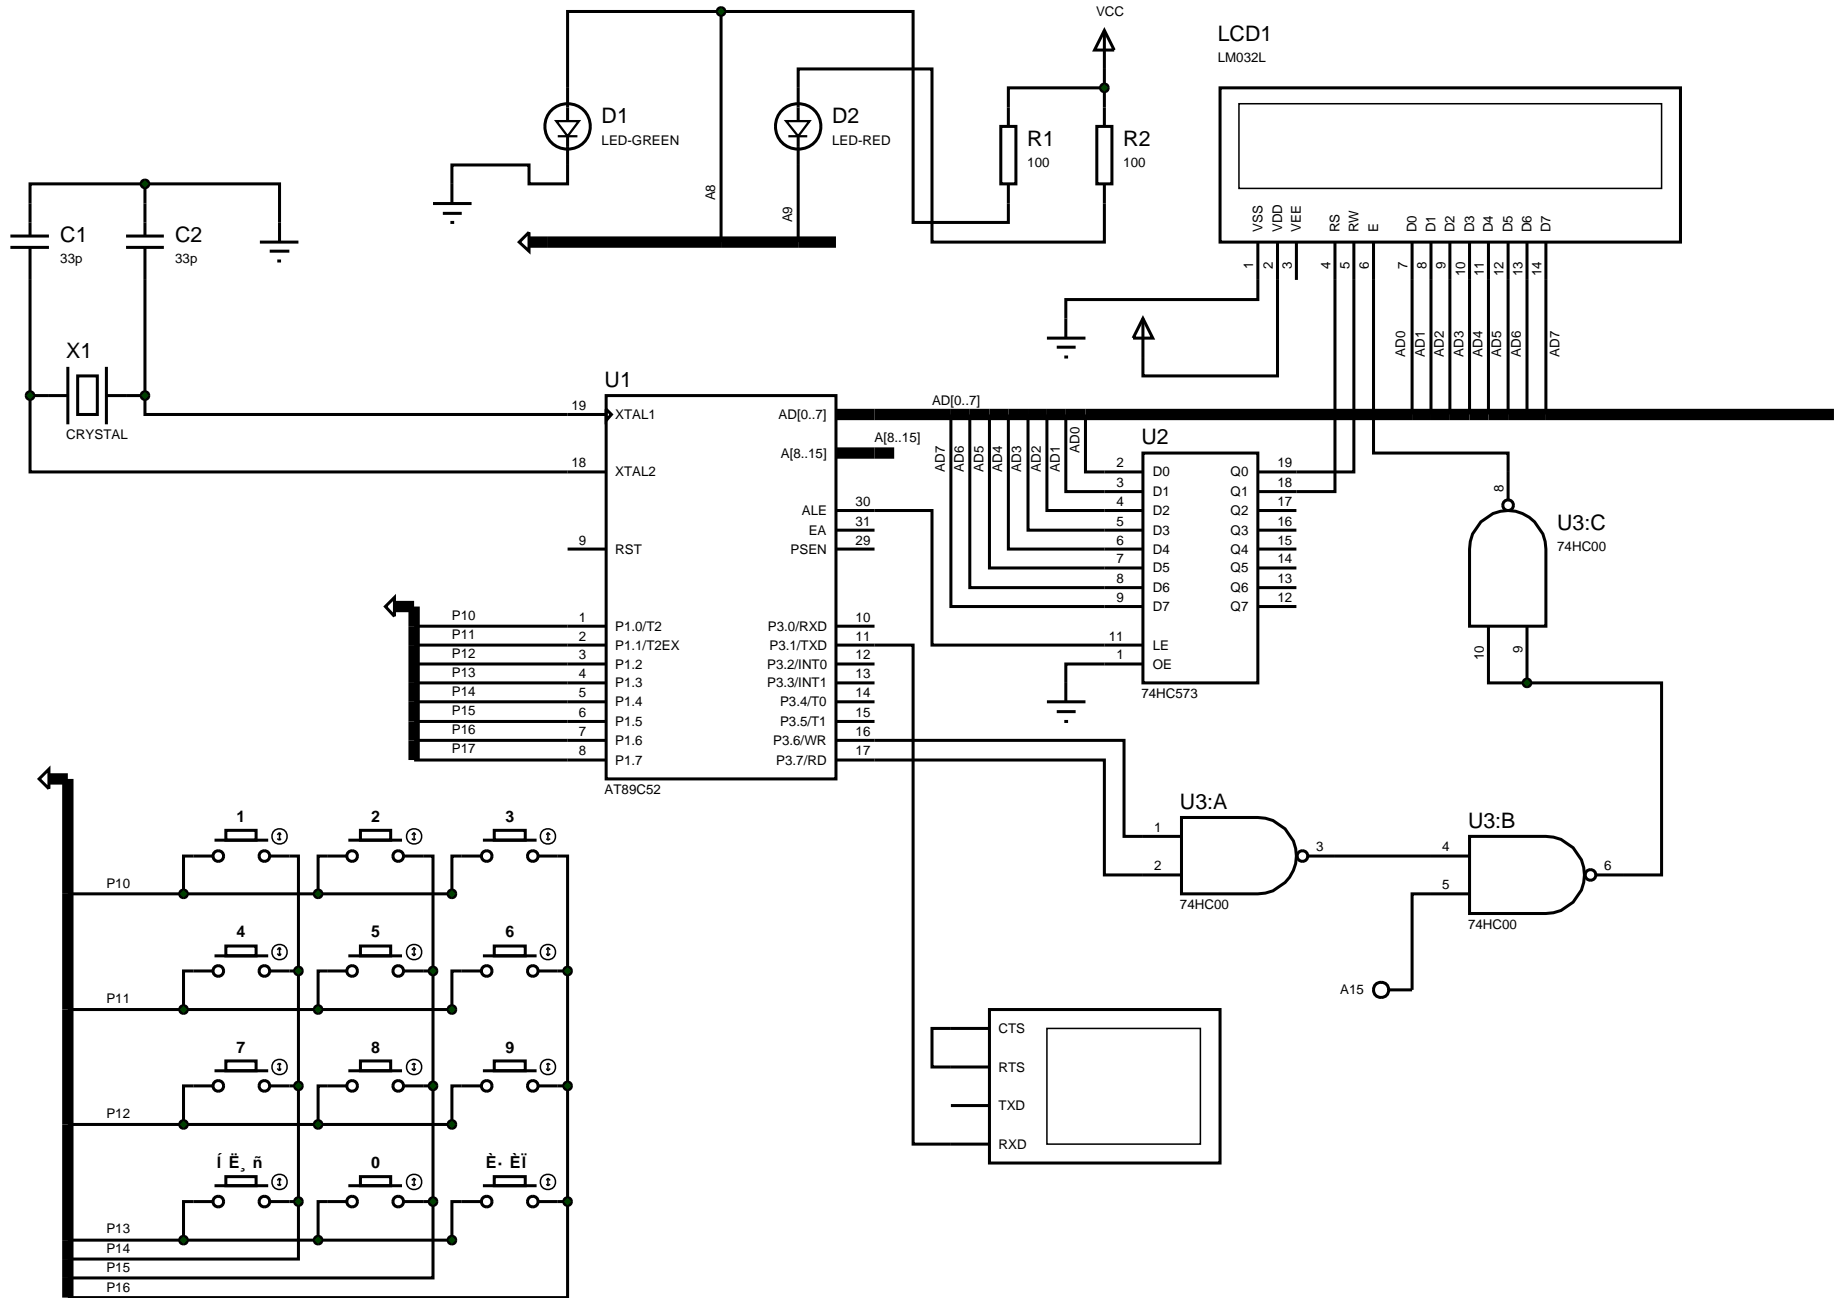 VCC
LCD1
LM032L
D1
LED-GREEN
D2
LED-RED
R1
100
R2
100
A8
A9
C1
33p
C2
33p
X1
CRYSTAL
VSS
VDD
VEE
RS
RW
E
D0
D1
D2
D3
D4
D5
D6
D7
1
2
3
4
5
6
7
8
9
10
11
12
13
14
AD0
AD1
AD2
AD3
AD4
AD5
AD6
AD7
U1
19 XTAL1
18 XTAL2
9 RST
P10 1 P1.0/T2
P11 2 P1.1/T2EX
P12 3 P1.2
P13 4 P1.3
P14 5 P1.4
P15 6 P1.5
P16 7 P1.6
P17 8 P1.7
AD[0..7] AD[0..7]
A[8..15] A[8..15]
ALE 30
EA 31
PSEN 29
P3.0/RXD 10
P3.1/TXD 11
P3.2/INT0 12
P3.3/INT1 13
P3.4/T0 14
P3.5/T1 15
P3.6/WR 16
P3.7/RD 17
AT89C52
AD7
AD6
AD5
AD4
AD3
AD2
AD1
AD0
U2
2 D0 Q0 19
3 D1 Q1 18
4 D2 Q2 17
5 D3 Q3 16
6 D4 Q4 15
7 D5 Q5 14
8 D6 Q6 13
9 D7 Q7 12
11 LE
1 OE
74HC573
8
U3:C
74HC00
10
9
U3:A
1
2
3
74HC00
U3:B
4
5
6
74HC00
A15
CTS
RTS
TXD
RXD
1 2 3
P10
4 5 6
P11
7 8 9
P12
Í Ë¸ ñ 0 È· ÈÏ
P13
P14
P15
P16